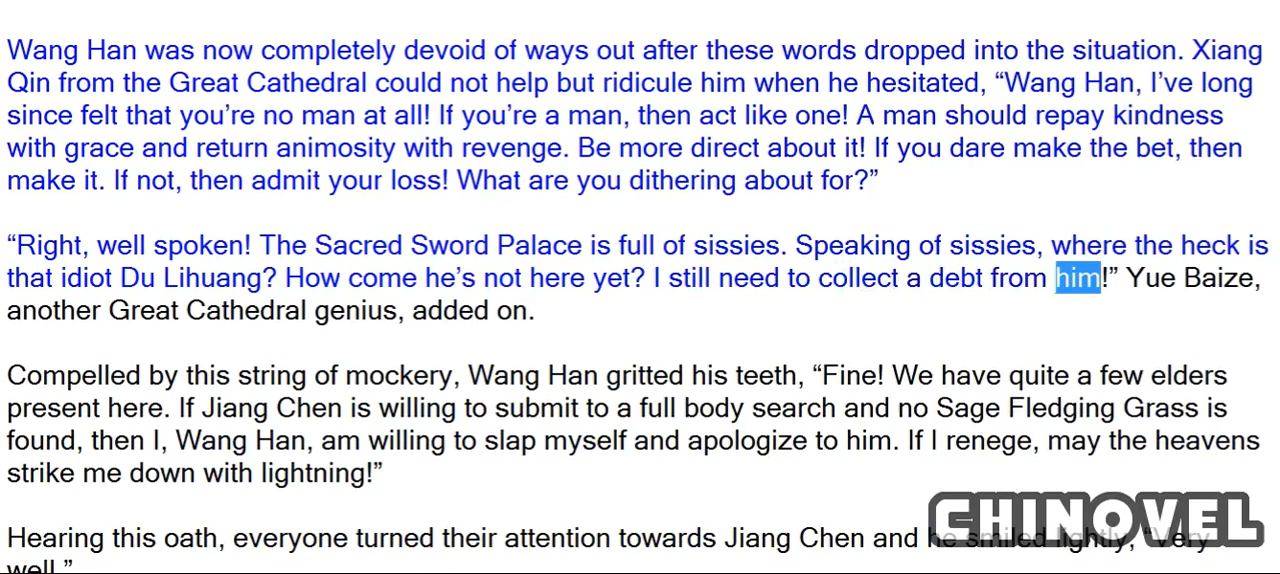 Wang Han was now completely devoid of ways out after these words dropped into the situation. Xiang
Qin from the Great Cathedral could not help but ridicule him when he hesitated, “Wang Han, I’ve long
since felt that you’re no man at all! If you’re a man, then act like one! A man should repay kindness
with grace and return animosity with revenge. Be more direct about it! If you dare make the bet, then
make it. If not, then admit your loss! What are you dithering about for?”
“Right, well spoken! The Sacred Sword Palace is full of sissies. Speaking of sissies, where the heck is
that idiot Du Lihuang? How come he’s not here yet? I still need to collect a debt from him!” Yue Baize,
another Great Cathedral genius, added on.
Compelled by this string of mockery, Wang Han gritted his teeth, “Fine! We have quite a few elders
present here. If Jiang Chen is willing to submit to a full body search and no Sage Fledging Grass is
found, then I, Wang Han, am willing to slap myself and apologize to him. If I renege, may the heavens
strike me down with lightning!”
Hearing this oath, everyone turned their attention towards Jiang Chen and he smiled lightly, “Very
well.”
CHINOVEL